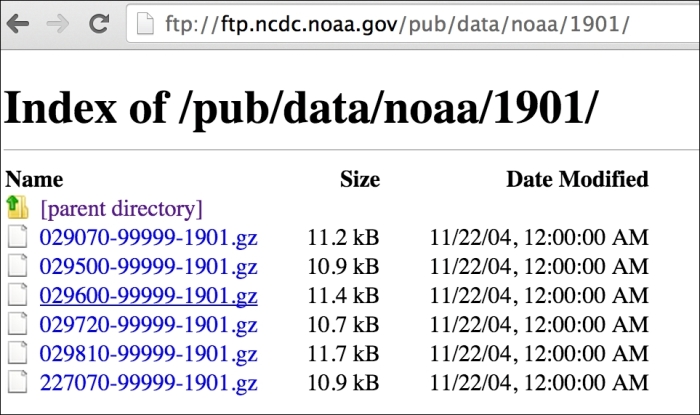 ftp://ftp.ncdc.noaa.gov/pub/data/noaa/1901/
Index of /pub/data/noaa/1901/
Name Size Date Modified
[parent directory]
029070-99999-1901.gz 11.2 kB 11/22/04, 12:00:00 AM
029500-99999-1901.gz 10.9 kB 11/22/04, 12:00:00 AM
029600-99999-1901.gz 11.4 kB 11/22/04, 12:00:00 AM
029720-99999-1901.gz 10.7 kB 11/22/04, 12:00:00 AM
029810-99999-1901.gz 11.7 kB 11/22/04, 12:00:00 AM
227070-99999-1901.gz 10.9 kB 11/22/04, 12:00:00 AM